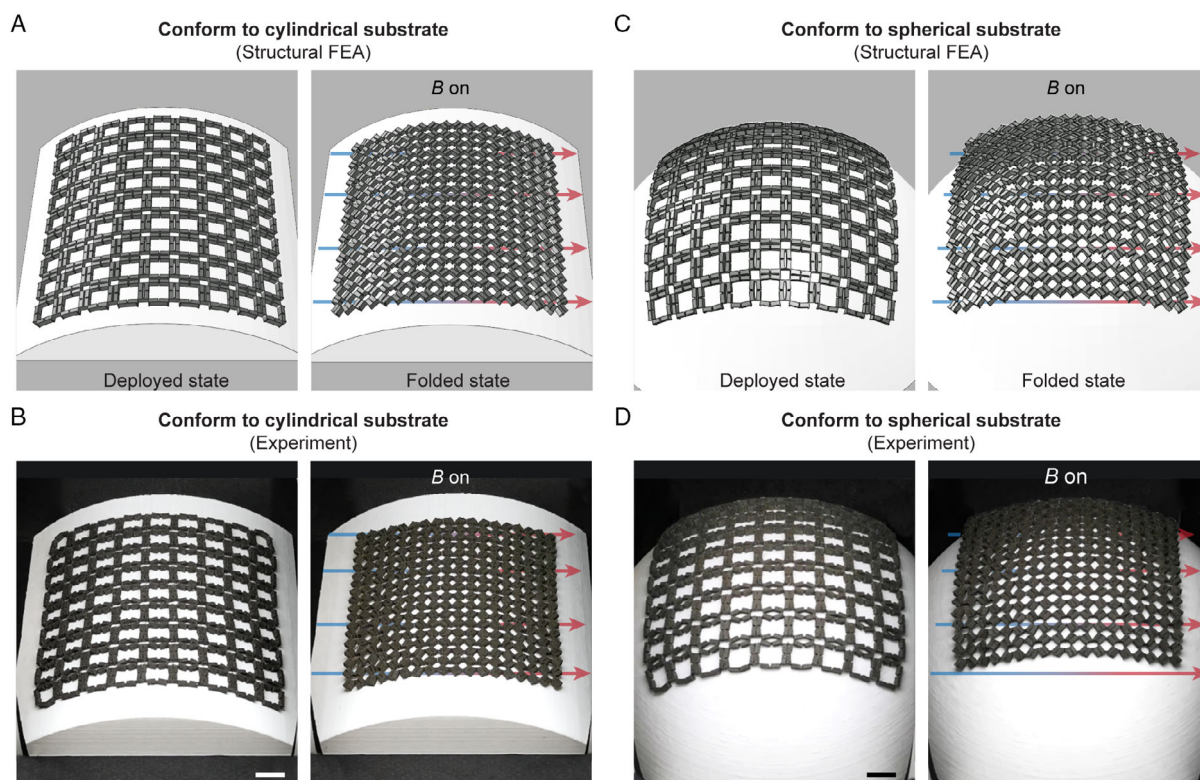 A
Conform to cylindrical substrate
(Structural FEA)
B on
Deployed state
Folded state
C
Conform to spherical substrate
(Structural FEA)
B on
Deployed state
Folded state
B
Conform to cylindrical substrate
(Experiment)
B on
D
Conform to spherical substrate
(Experiment)
B on